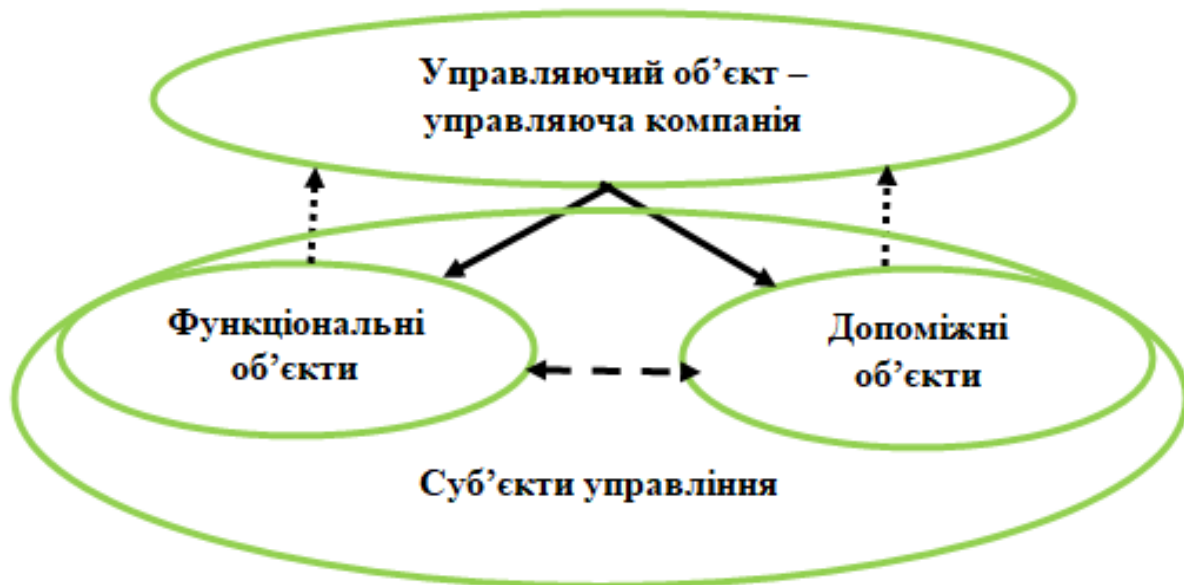 Управляючий об’єкт –
управляюча компанія
Функціональні
об’єкти
Допоміжні
об’єкти
Суб’єкти управління